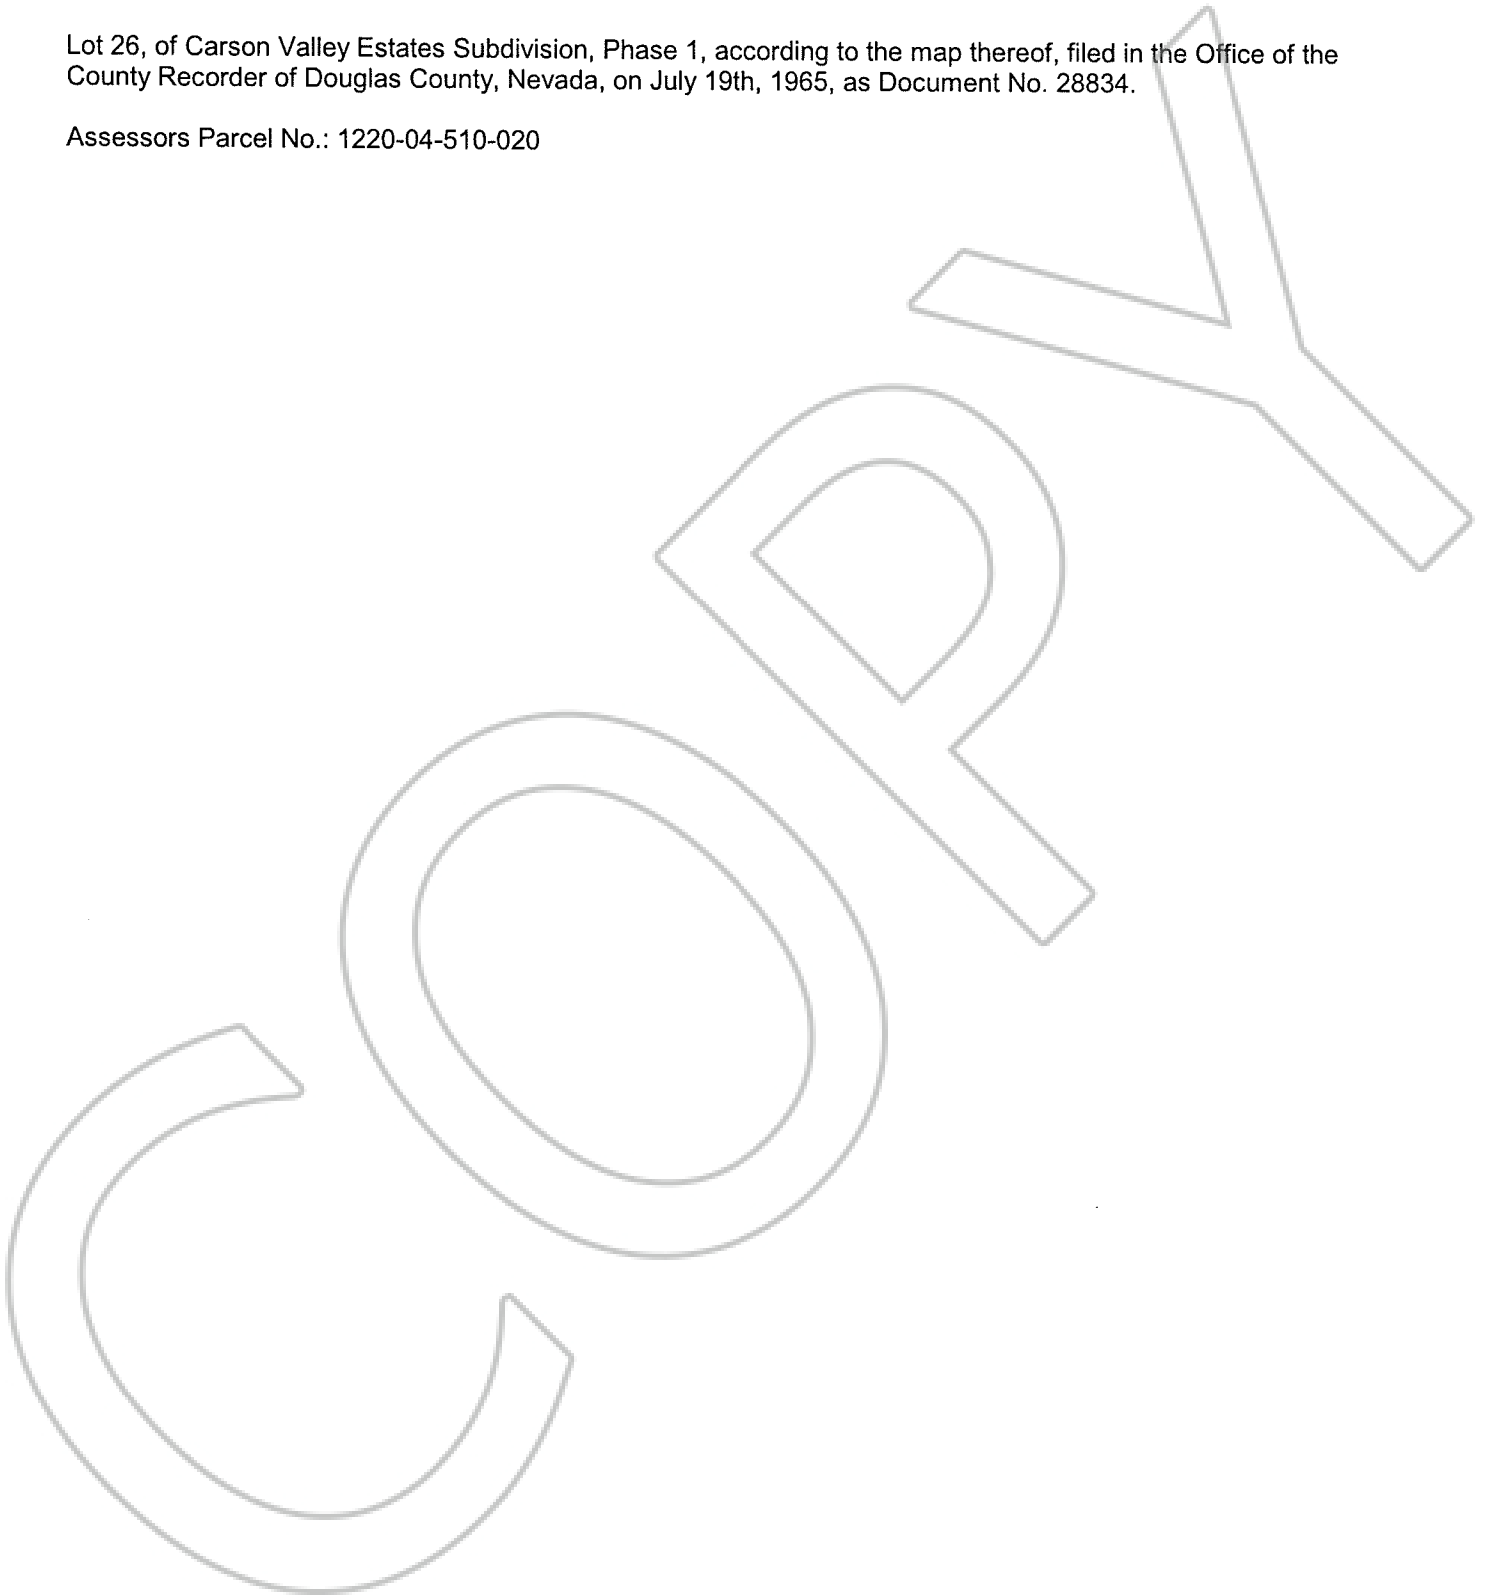 Lot 26, of Carson Valley Estates Subdivision, Phase 1, according to the map thereof, filed in the Office of the
County Recorder of Douglas County, Nevada, on July 19th, 1965, as Document No. 28834.
Assessors Parcel No.: 1220-04-510-020
COPY